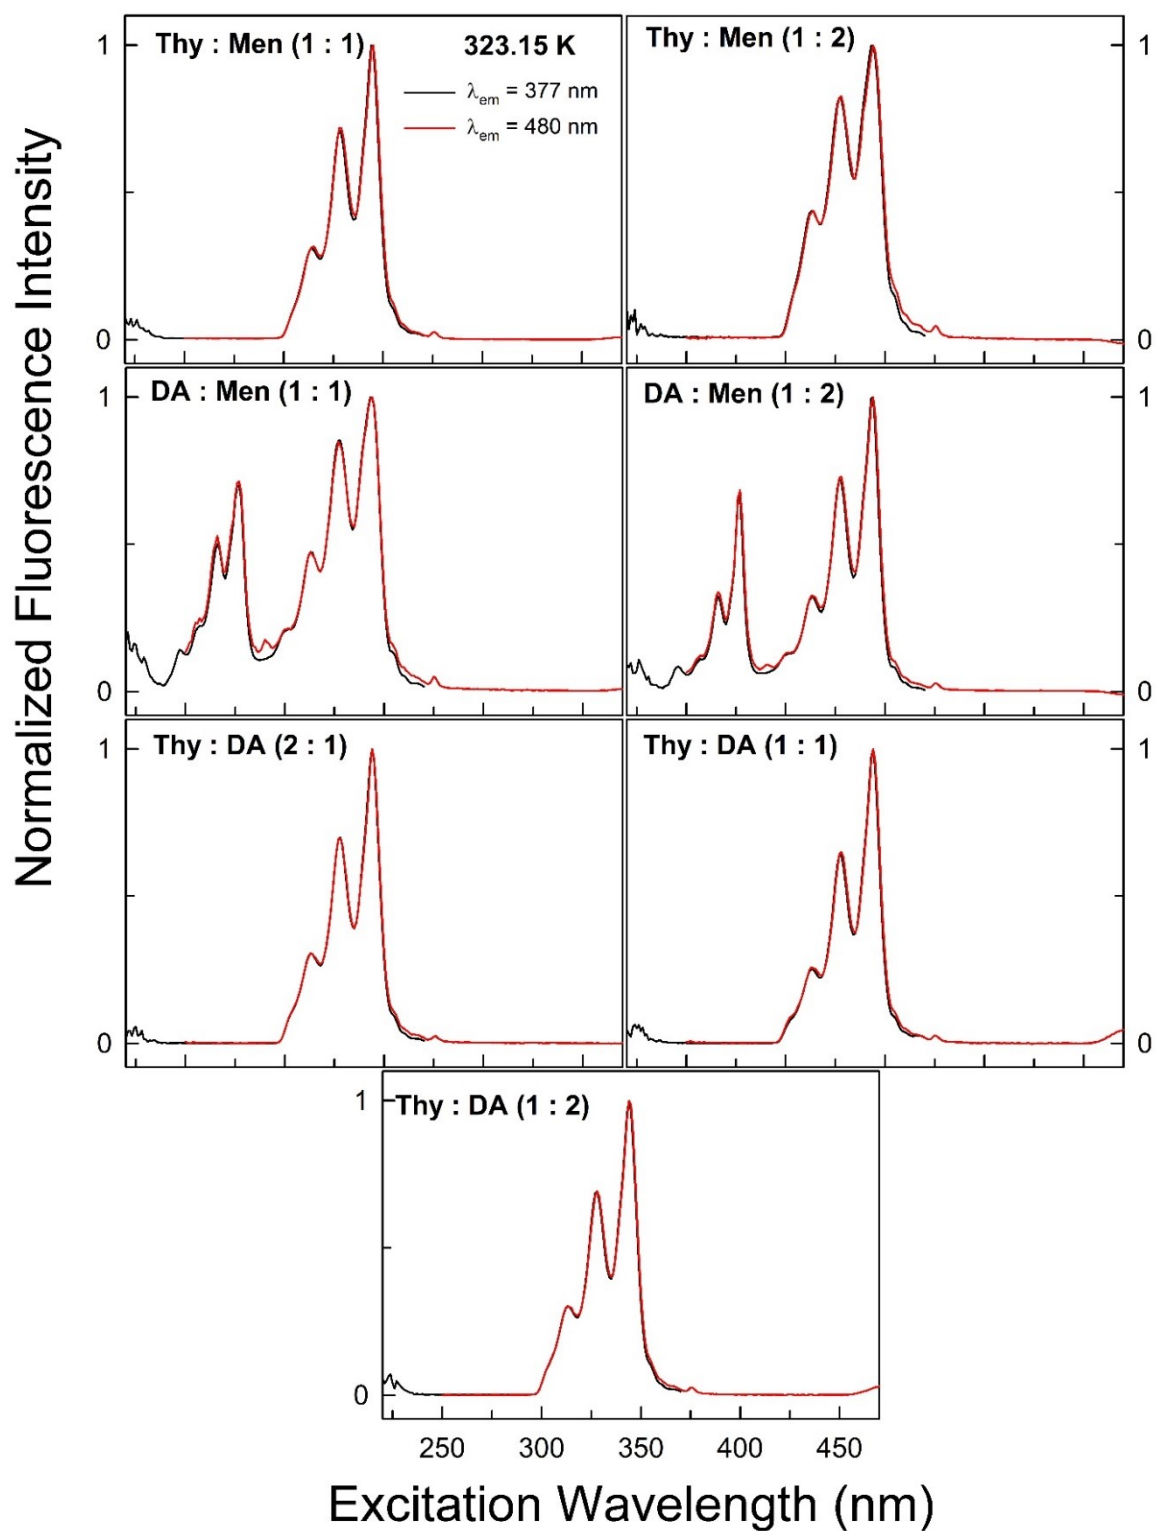 Normalized Fluorescence Intensity
1
0
Thy : Men (1 : 1)
323.15 K
λem = 377 nm
λem = 480 nm
Thy : Men (1 : 2)
1
0
1
0
DA : Men (1 : 1)
DA : Men (1 : 2)
1
0
1
0
Thy : DA (2 : 1)
Thy : DA (1 : 1)
1
0
1
0
Thy : DA (1 : 2)
250 300 350 400 450
Excitation Wavelength (nm)